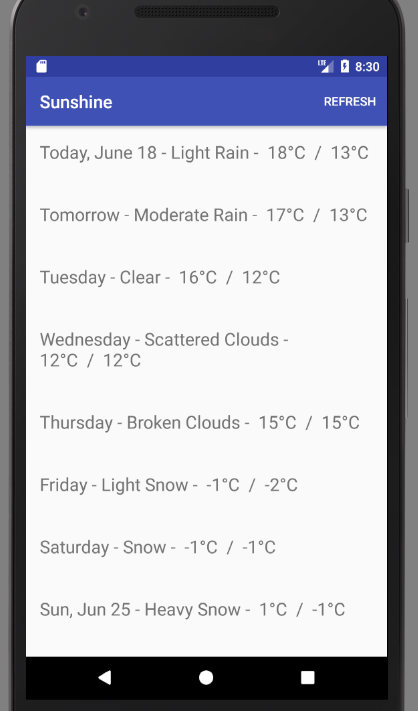 LTE 8:30
Sunshine REFRESH
Today, June 18 - Light Rain - 18°C / 13°C
Tomorrow - Moderate Rain - 17°C / 13°C
Tuesday - Clear - 16°C / 12°C
Wednesday - Scattered Clouds -
12°C / 12°C
Thursday - Broken Clouds - 15°C / 15°C
Friday - Light Snow - -1°C / -2°C
Saturday - Snow - -1°C / -1°C
Sun, Jun 25 - Heavy Snow - 1°C / -1°C